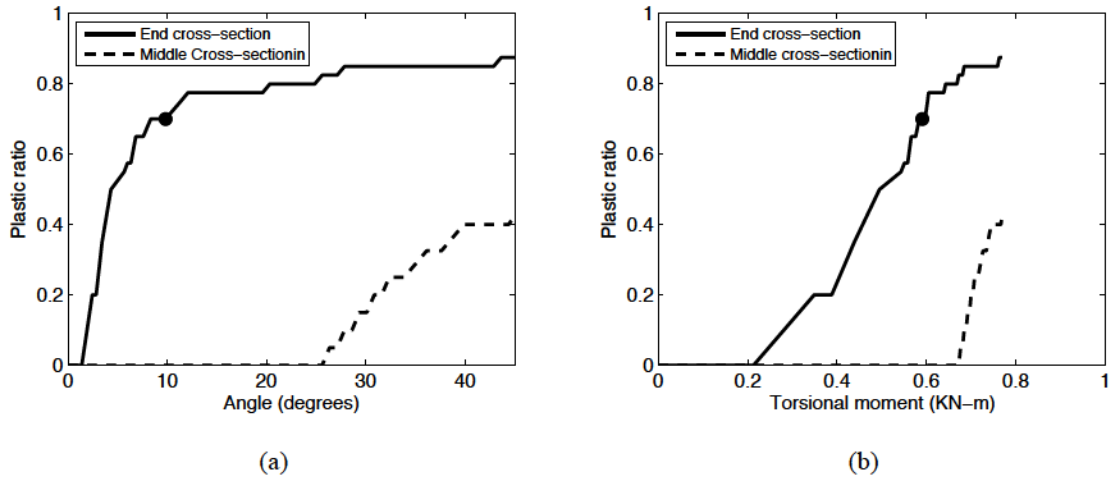 End cross-section
Middle Cross-sectionin
1
0.8
0.6
0.4
0.2
0
Plastic ratio
0 10 20 30 40
Angle (degrees)
(a)
End cross-section
Middle cross-sectionin
1
0.8
0.6
0.4
0.2
0
Plastic ratio
0 0.2 0.4 0.6 0.8 1
Torsional moment (KN-m)
(b)